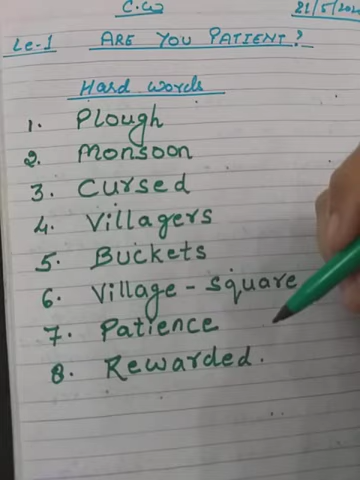 C.W
21/5/202
Le-1 ARE YOU PATIENT?
Hard words
1. Plough
2. Monsoon
3. Cursed
4. Villagers
5. Buckets
6. Village - square
7. Patience
8. Rewarded.